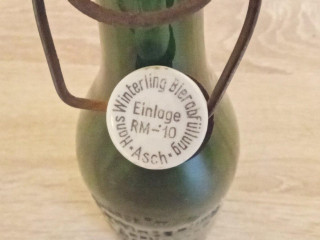 Hans Winterling Bierabfüllung
Einlage
RM-·10
·Asch·